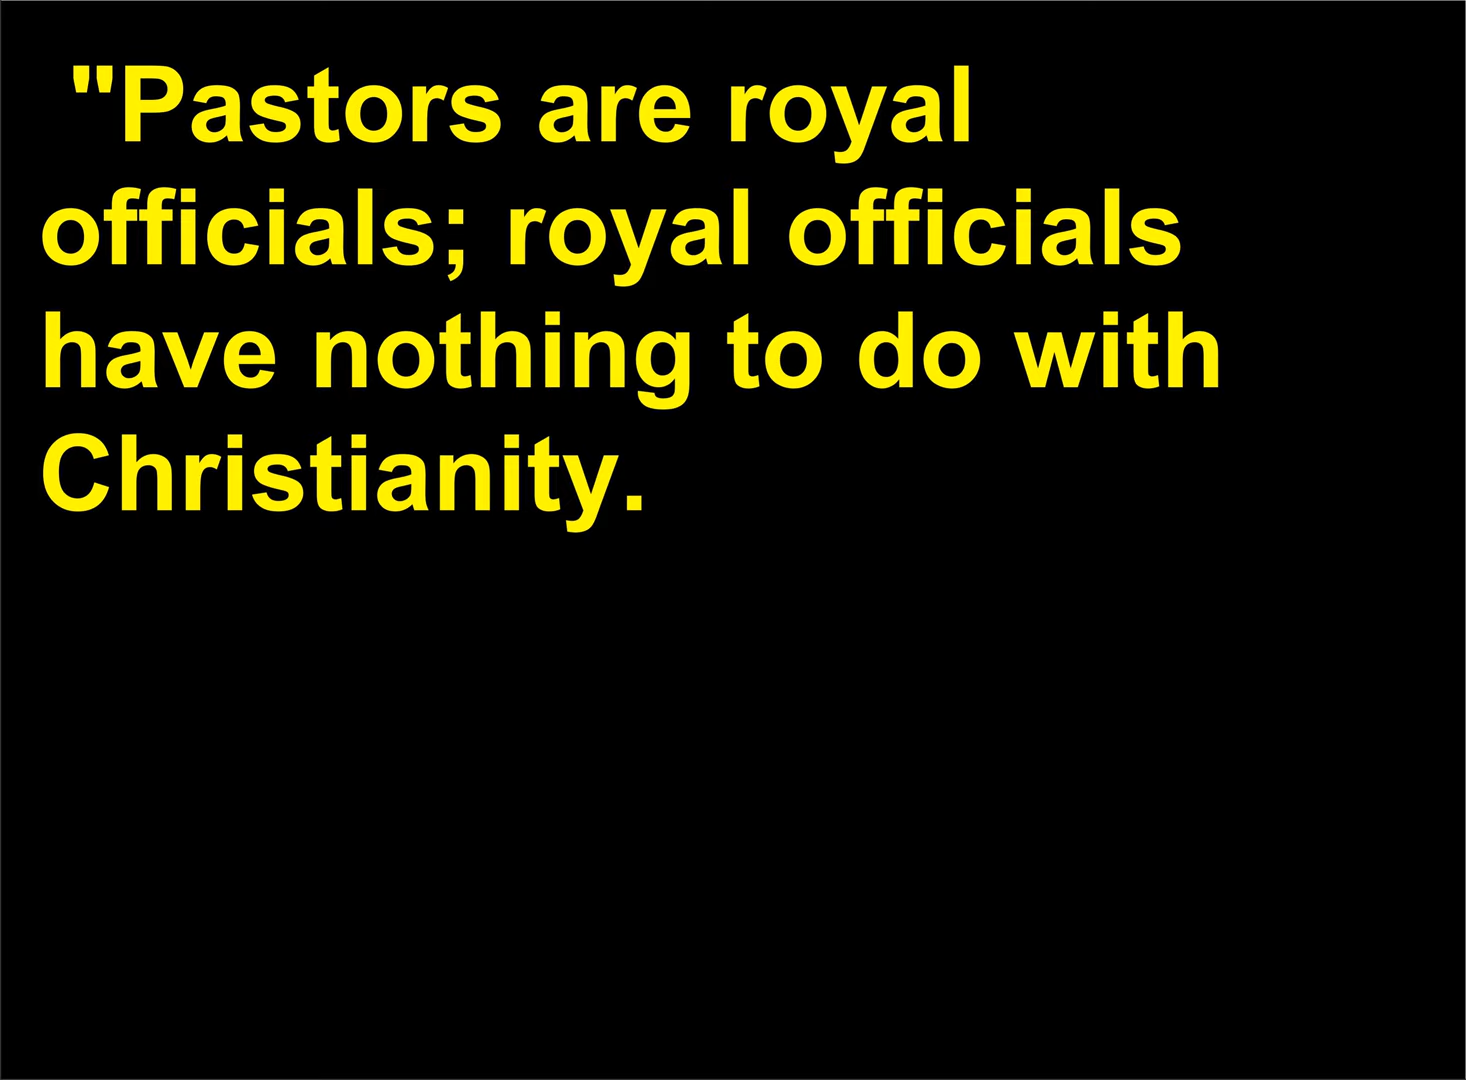 "Pastors are royal
officials; royal officials
have nothing to do with
Christianity.